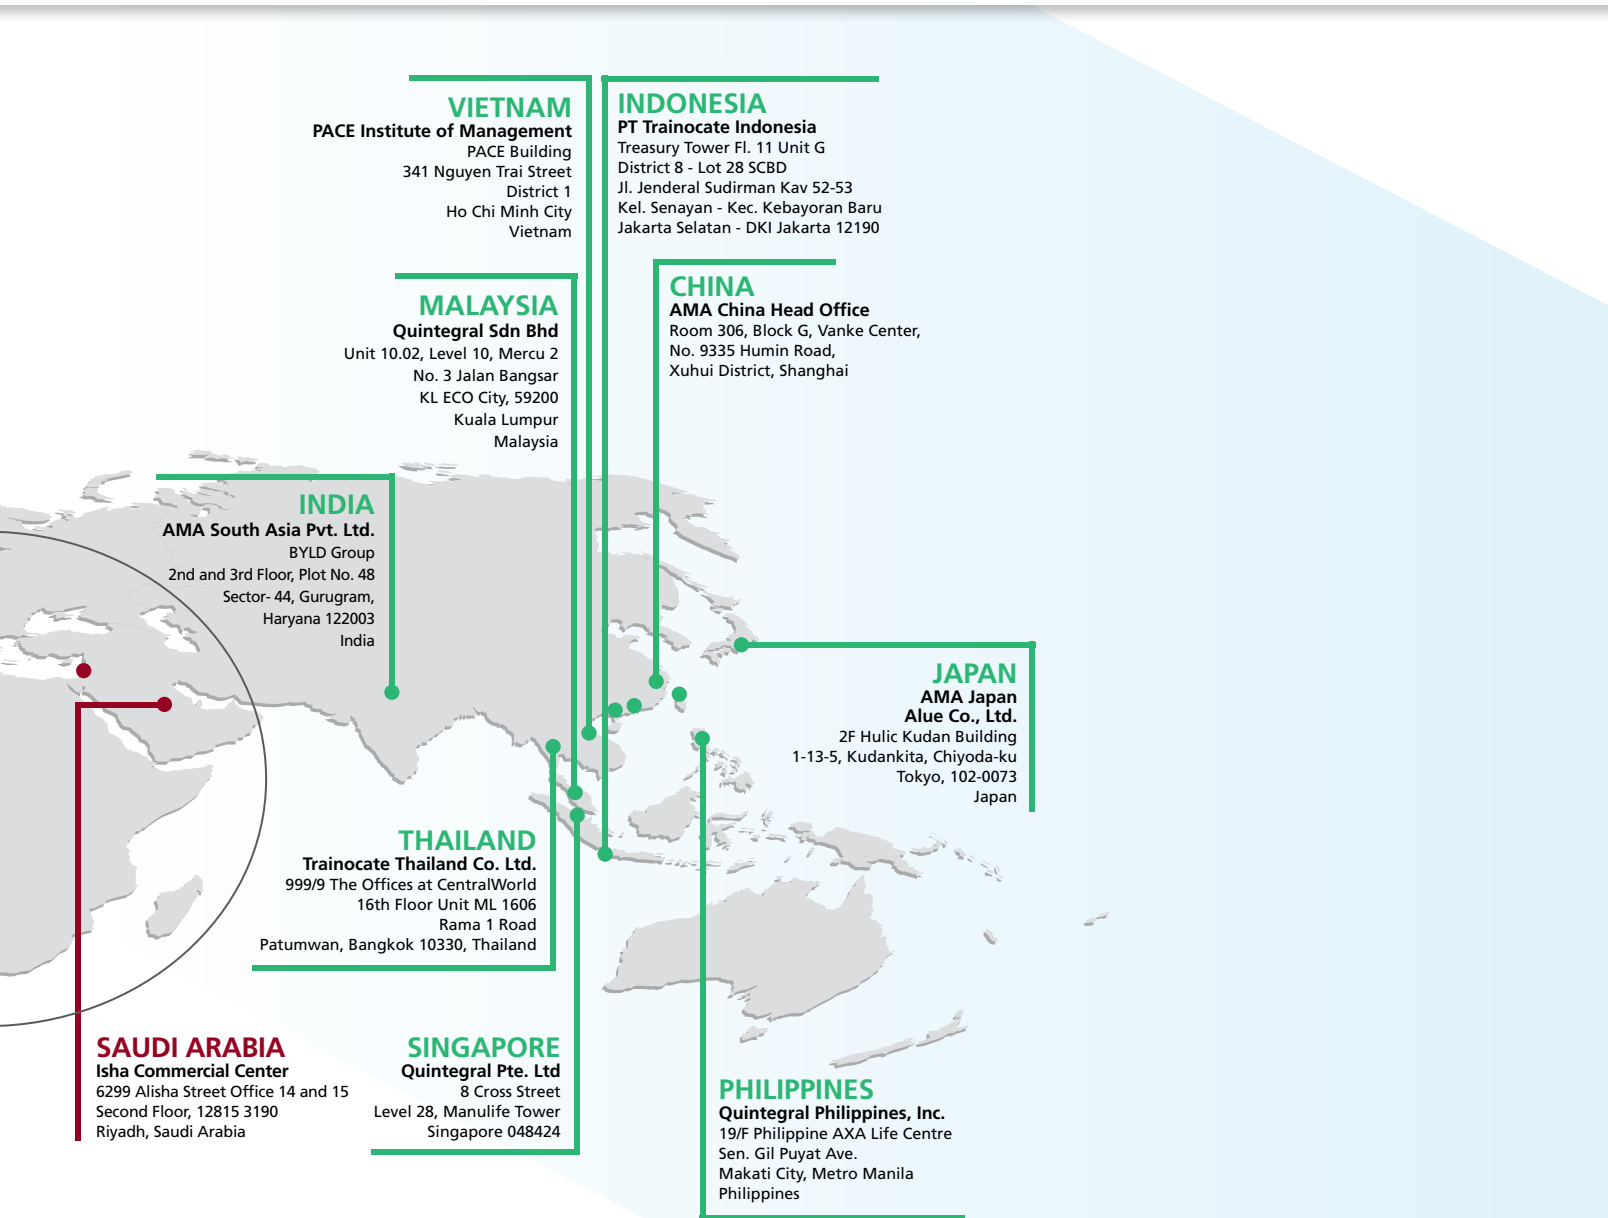 VIETNAM
PACE Institute of Management
PACE Building
341 Nguyen Trai Street
District 1
Ho Chi Minh City
Vietnam
INDONESIA
PT Trainocate Indonesia
Treasury Tower Fl. 11 Unit G
District 8 - Lot 28 SCBD
Jl. Jenderal Sudirman Kav 52-53
Kel. Senayan - Kec. Kebayoran Baru
Jakarta Selatan - DKI Jakarta 12190
MALAYSIA
Quintegral Sdn Bhd
Unit 10.02, Level 10, Mercu 2
No. 3 Jalan Bangsar
KL ECO City, 59200
Kuala Lumpur
Malaysia
CHINA
AMA China Head Office
Room 306, Block G, Vanke Center,
No. 9335 Humin Road,
Xuhui District, Shanghai
INDIA
AMA South Asia Pvt. Ltd.
BYLD Group
2nd and 3rd Floor, Plot No. 48
Sector- 44, Gurugram,
Haryana 122003
India
JAPAN
AMA Japan
Alue Co., Ltd.
2F Hulic Kudan Building
1-13-5, Kudankita, Chiyoda-ku
Tokyo, 102-0073
Japan
THAILAND
Trainocate Thailand Co. Ltd.
999/9 The Offices at CentralWorld
16th Floor Unit ML 1606
Rama 1 Road
Patumwan, Bangkok 10330, Thailand
SAUDI ARABIA
Isha Commercial Center
6299 Alisha Street Office 14 and 15
Second Floor, 12815 3190
Riyadh, Saudi Arabia
SINGAPORE
Quintegral Pte. Ltd
8 Cross Street
Level 28, Manulife Tower
Singapore 048424
PHILIPPINES
Quintegral Philippines, Inc.
19/F Philippine AXA Life Centre
Sen. Gil Puyat Ave.
Makati City, Metro Manila
Philippines